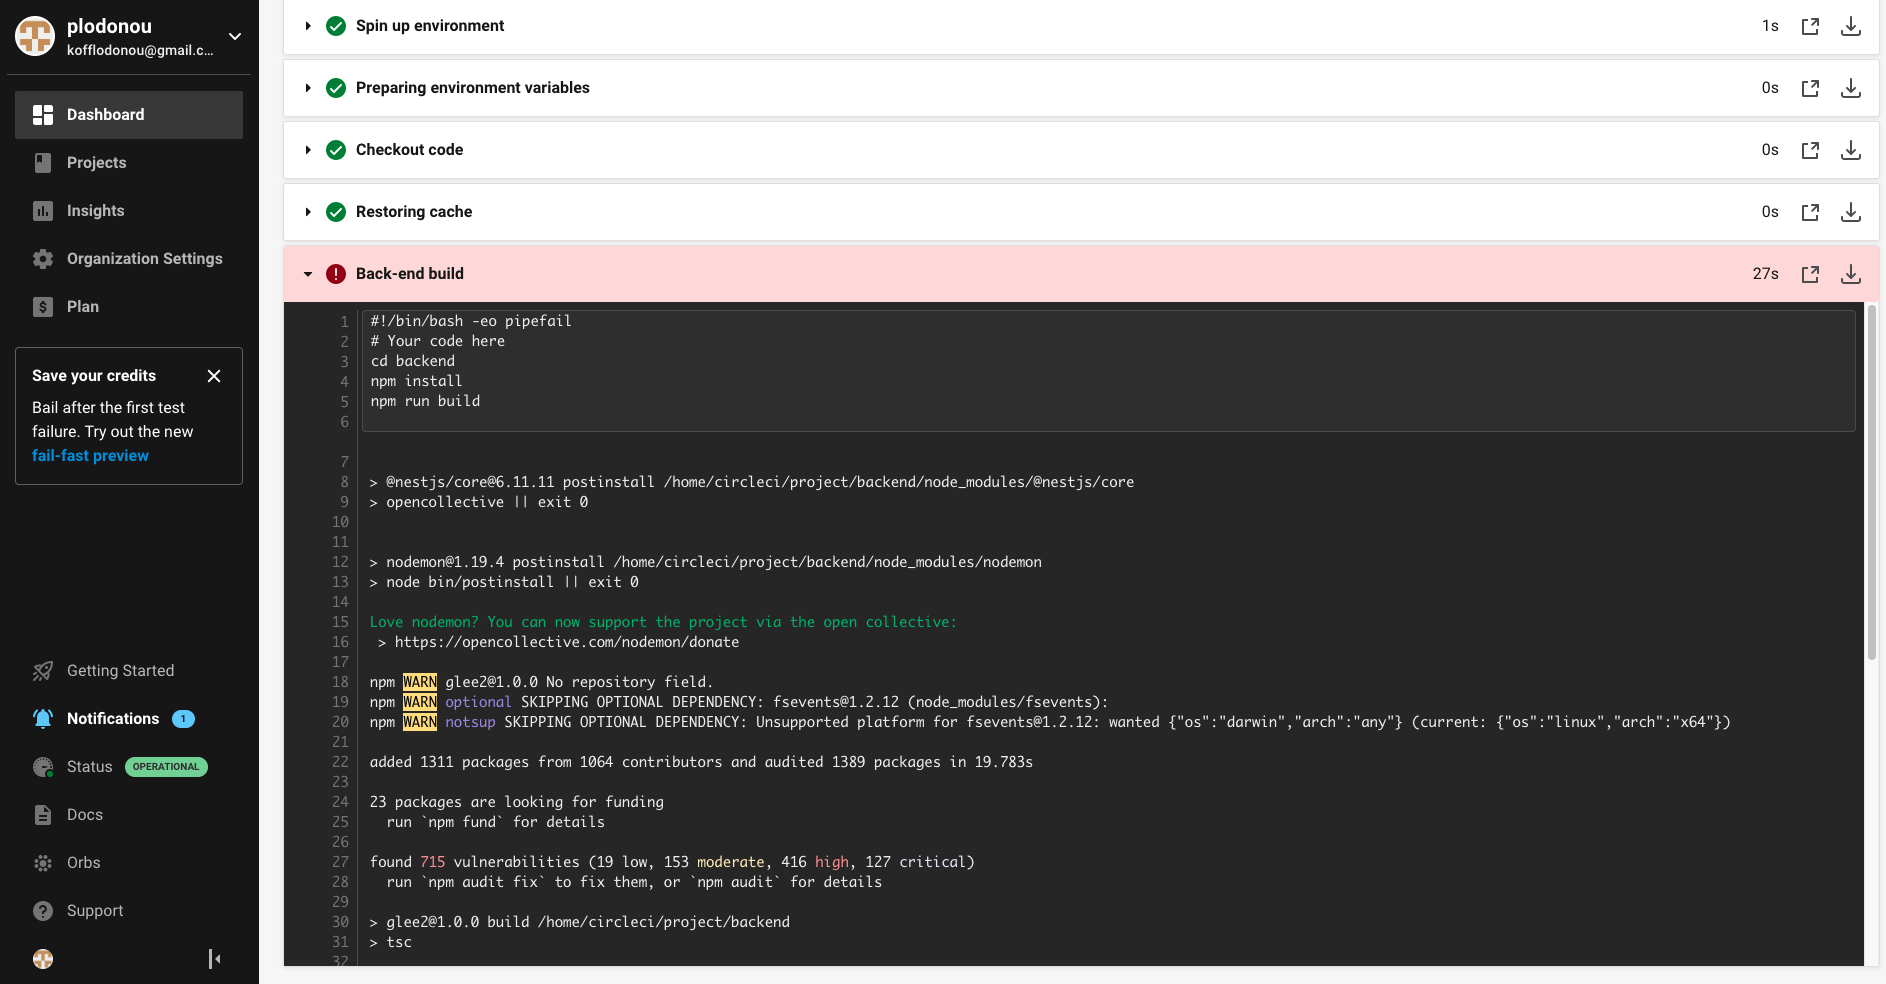 plodonou
kofflodonou@gmail.c...
Dashboard
Projects
Insights
Organization Settings
Plan
Save your credits
Bail after the first test
failure. Try out the new
fail-fast preview
Getting Started
Notifications 1
Status OPERATIONAL
Docs
Orbs
Support
Spin up environment 1s
Preparing environment variables 0s
Checkout code 0s
Restoring cache 0s
Back-end build 27s
1 #!/bin/bash -eo pipefail
2 # Your code here
3 cd backend
4 npm install
5 npm run build
6
7
8 > @nestjs/core@6.11.11 postinstall /home/circleci/project/backend/node_modules/@nestjs/core
9 > opencollective || exit 0
10
11
12 > nodemon@1.19.4 postinstall /home/circleci/project/backend/node_modules/nodemon
13 > node bin/postinstall || exit 0
14
15 Love nodemon? You can now support the project via the open collective:
16 > https://opencollective.com/nodemon/donate
17
18 npm WARN glee2@1.0.0 No repository field.
19 npm WARN optional SKIPPING OPTIONAL DEPENDENCY: fsevents@1.2.12 (node_modules/fsevents):
20 npm WARN notsup SKIPPING OPTIONAL DEPENDENCY: Unsupported platform for fsevents@1.2.12: wanted {"os":"darwin","arch":"any"} (current: {"os":"linux","arch":"x64"})
21
22 added 1311 packages from 1064 contributors and audited 1389 packages in 19.783s
23
24 23 packages are looking for funding
25 run `npm fund` for details
26
27 found 715 vulnerabilities (19 low, 153 moderate, 416 high, 127 critical)
28 run `npm audit fix` to fix them, or `npm audit` for details
29
30 > glee2@1.0.0 build /home/circleci/project/backend
31 > tsc
32